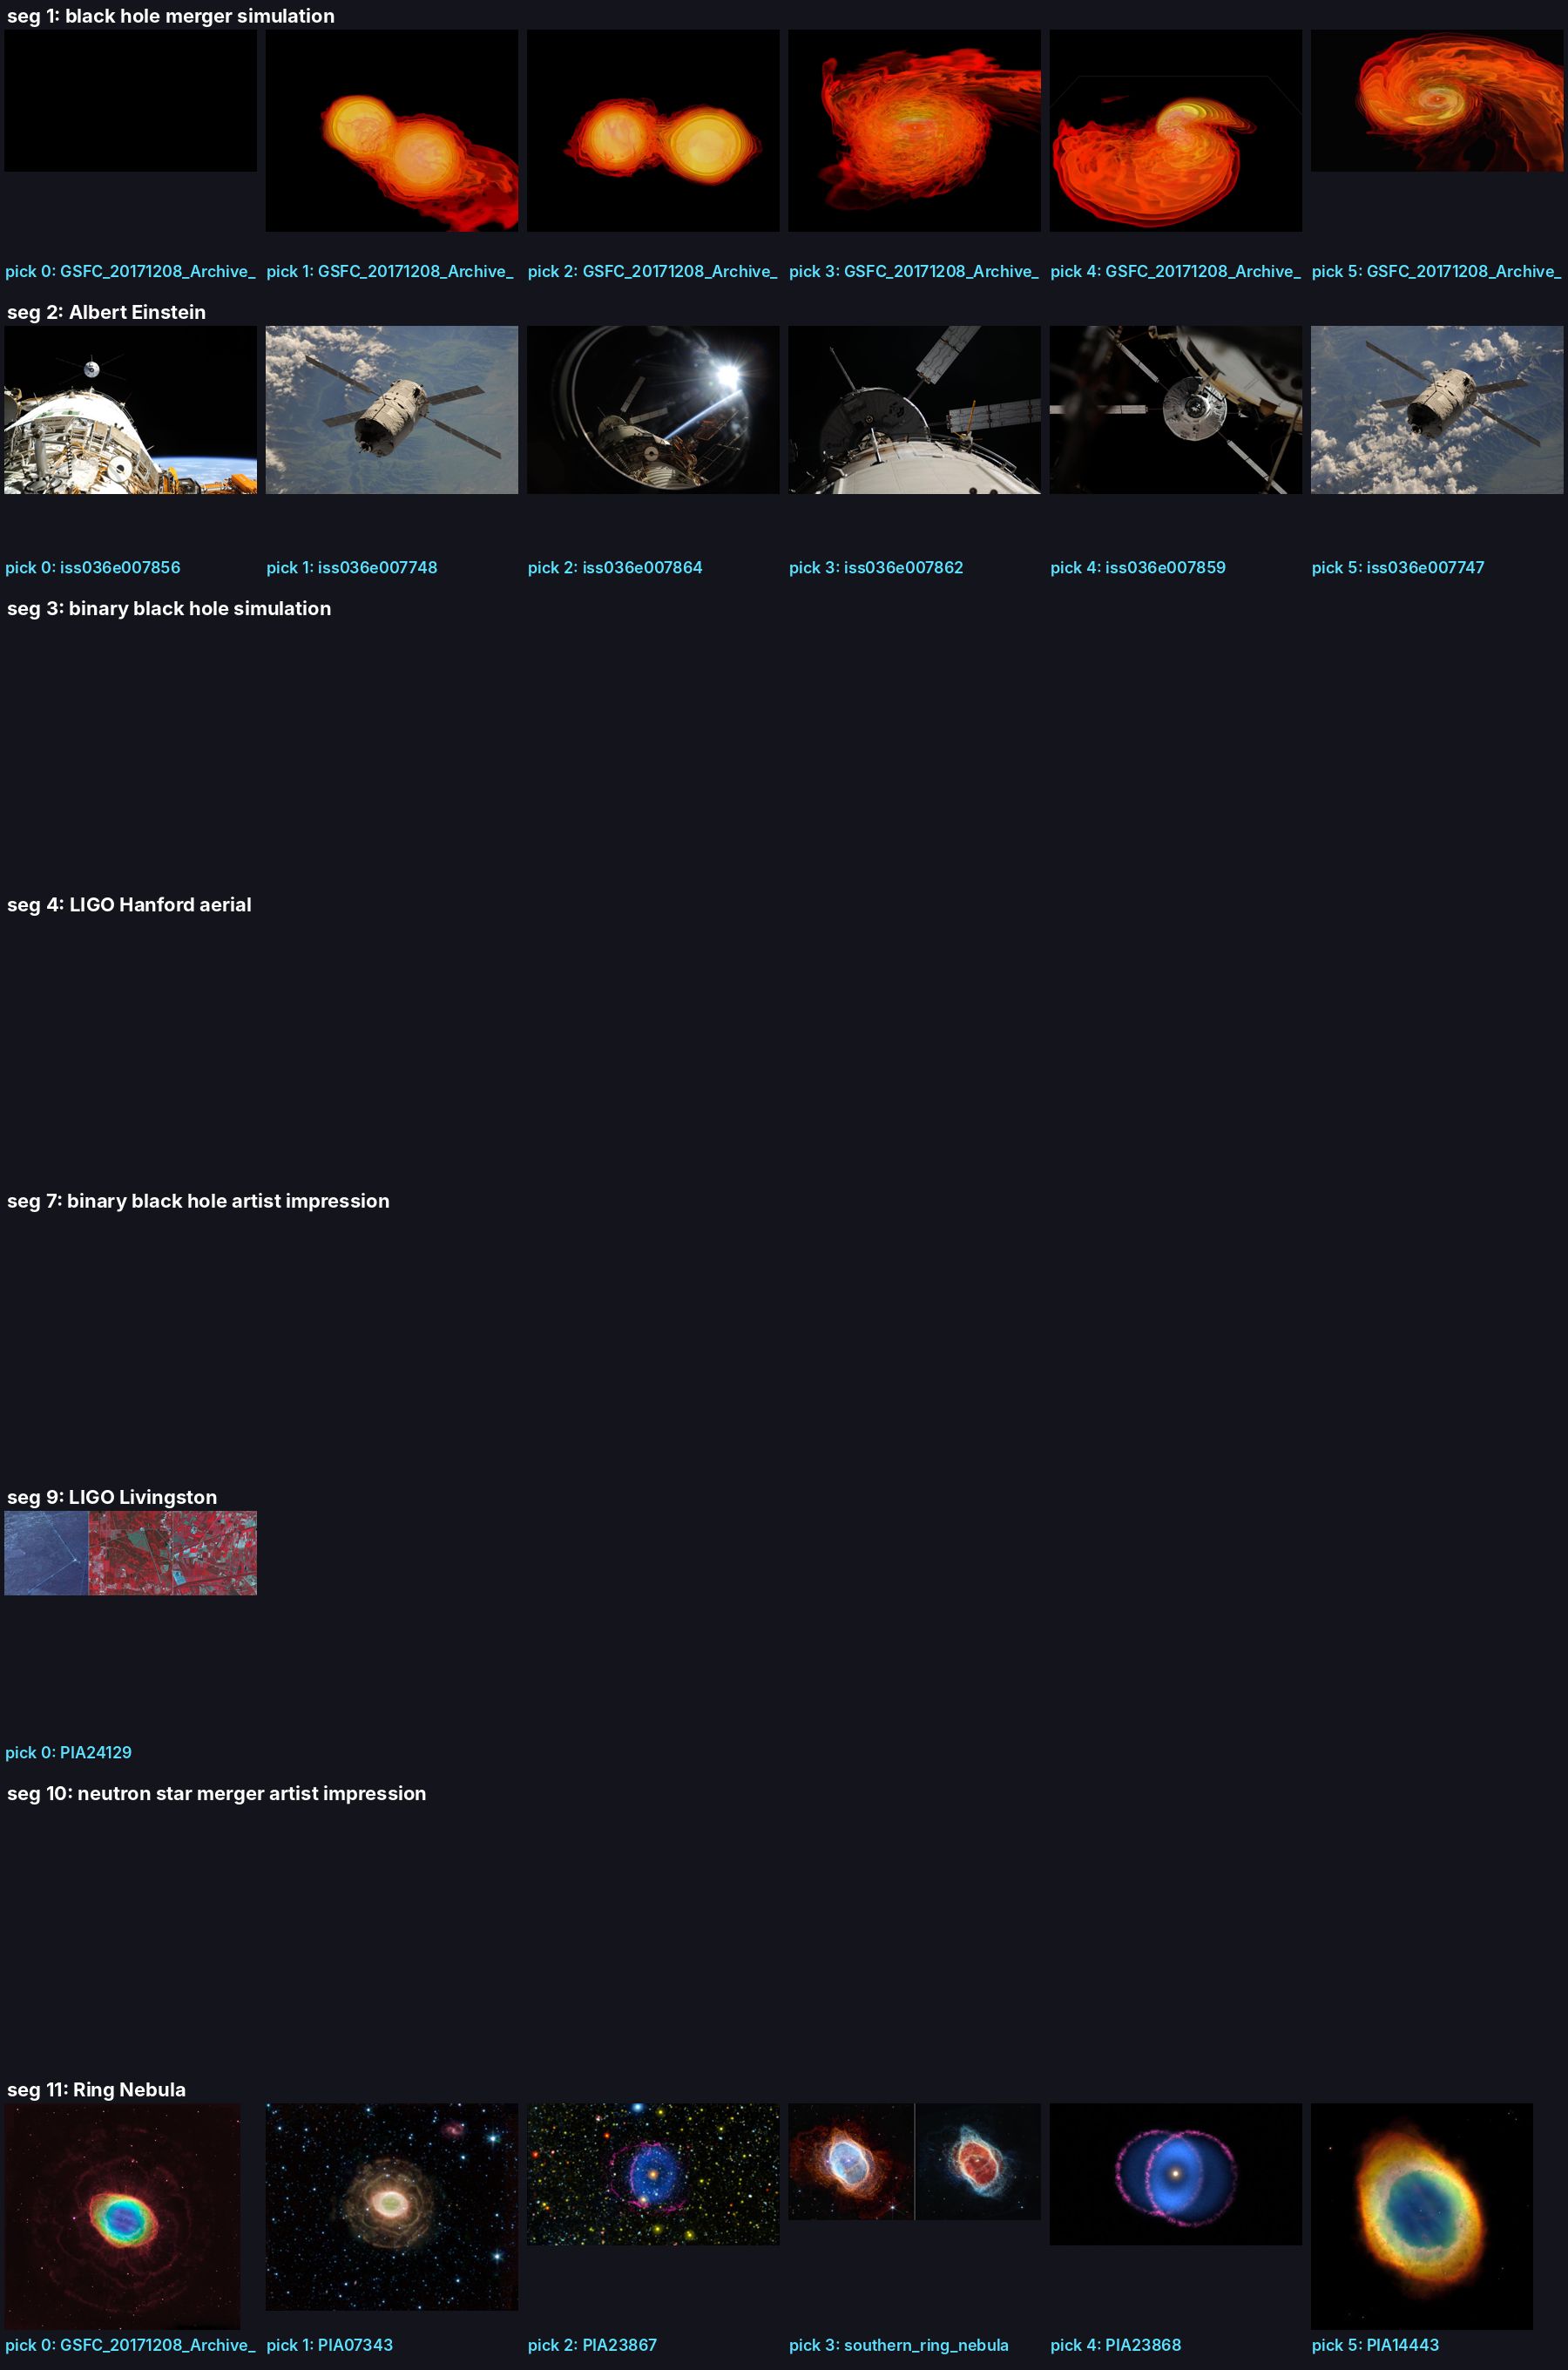 seg 1: black hole merger simulation
pick 0: GSFC_20171208_Archive_ pick 1: GSFC_20171208_Archive_ pick 2: GSFC_20171208_Archive_ pick 3: GSFC_20171208_Archive_ pick 4: GSFC_20171208_Archive_ pick 5: GSFC_20171208_Archive_
seg 2: Albert Einstein
pick 0: iss036e007856 pick 1: iss036e007748 pick 2: iss036e007864 pick 3: iss036e007862 pick 4: iss036e007859 pick 5: iss036e007747
seg 3: binary black hole simulation
seg 4: LIGO Hanford aerial
seg 7: binary black hole artist impression
seg 9: LIGO Livingston
pick 0: PIA24129
seg 10: neutron star merger artist impression
seg 11: Ring Nebula
pick 0: GSFC_20171208_Archive_ pick 1: PIA07343 pick 2: PIA23867 pick 3: southern_ring_nebula pick 4: PIA23868 pick 5: PIA14443